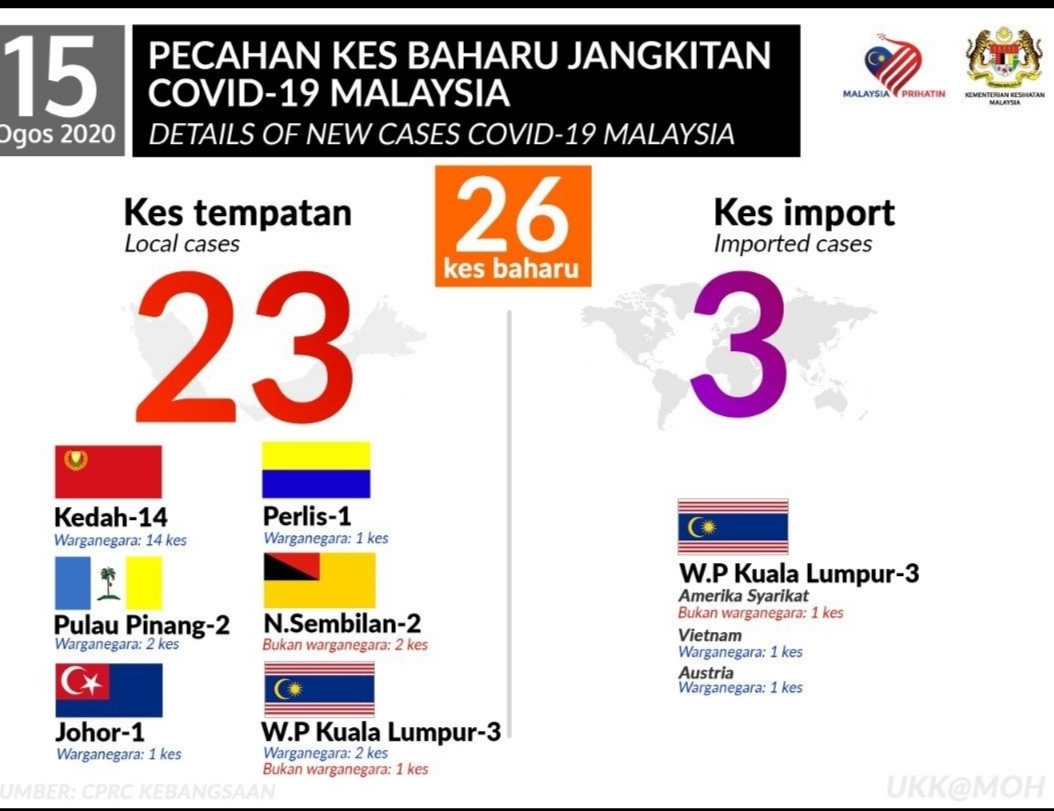 15
Ogos 2020
PECAHAN KES BAHARU JANGKITAN
COVID-19 MALAYSIA
DETAILS OF NEW CASES COVID-19 MALAYSIA
MALAYSIA PRIHATIN
KEMENTERIAN KESIHATAN
MALAYSIA
26
kes baharu
Kes tempatan
Local cases
23
Kedah-14
Warganegara: 14 kes
Perlis-1
Warganegara: 1 kes
Pulau Pinang-2
Warganegara: 2 kes
N.Sembilan-2
Bukan warganegara: 2 kes
Johor-1
Warganegara: 1 kes
W.P Kuala Lumpur-3
Warganegara: 2 kes
Bukan warganegara: 1 kes
Kes import
Imported cases
3
W.P Kuala Lumpur-3
Amerika Syarikat
Bukan warganegara: 1 kes
Vietnam
Warganegara: 1 kes
Austria
Warganegara: 1 kes
UMBER: CPRC KEBANGSAAN
UKK@MOH